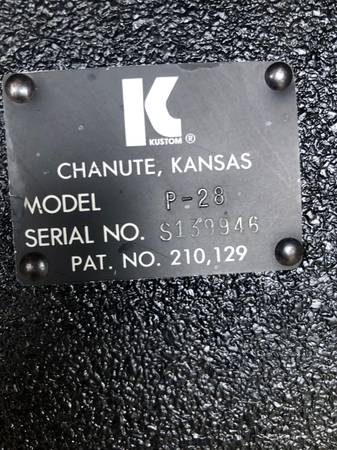 K
KUSTOM ®
CHANUTE, KANSAS
MODEL P-28
SERIAL NO. S139946
PAT. NO. 210,129